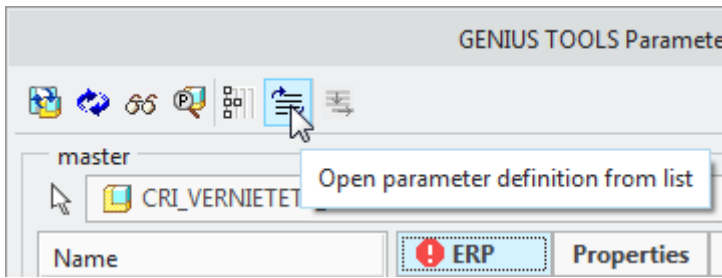 GENIUS TOOLS Paramete
master
Open parameter definition from list
CRI_VERNIETET
Name
ERP
Properties